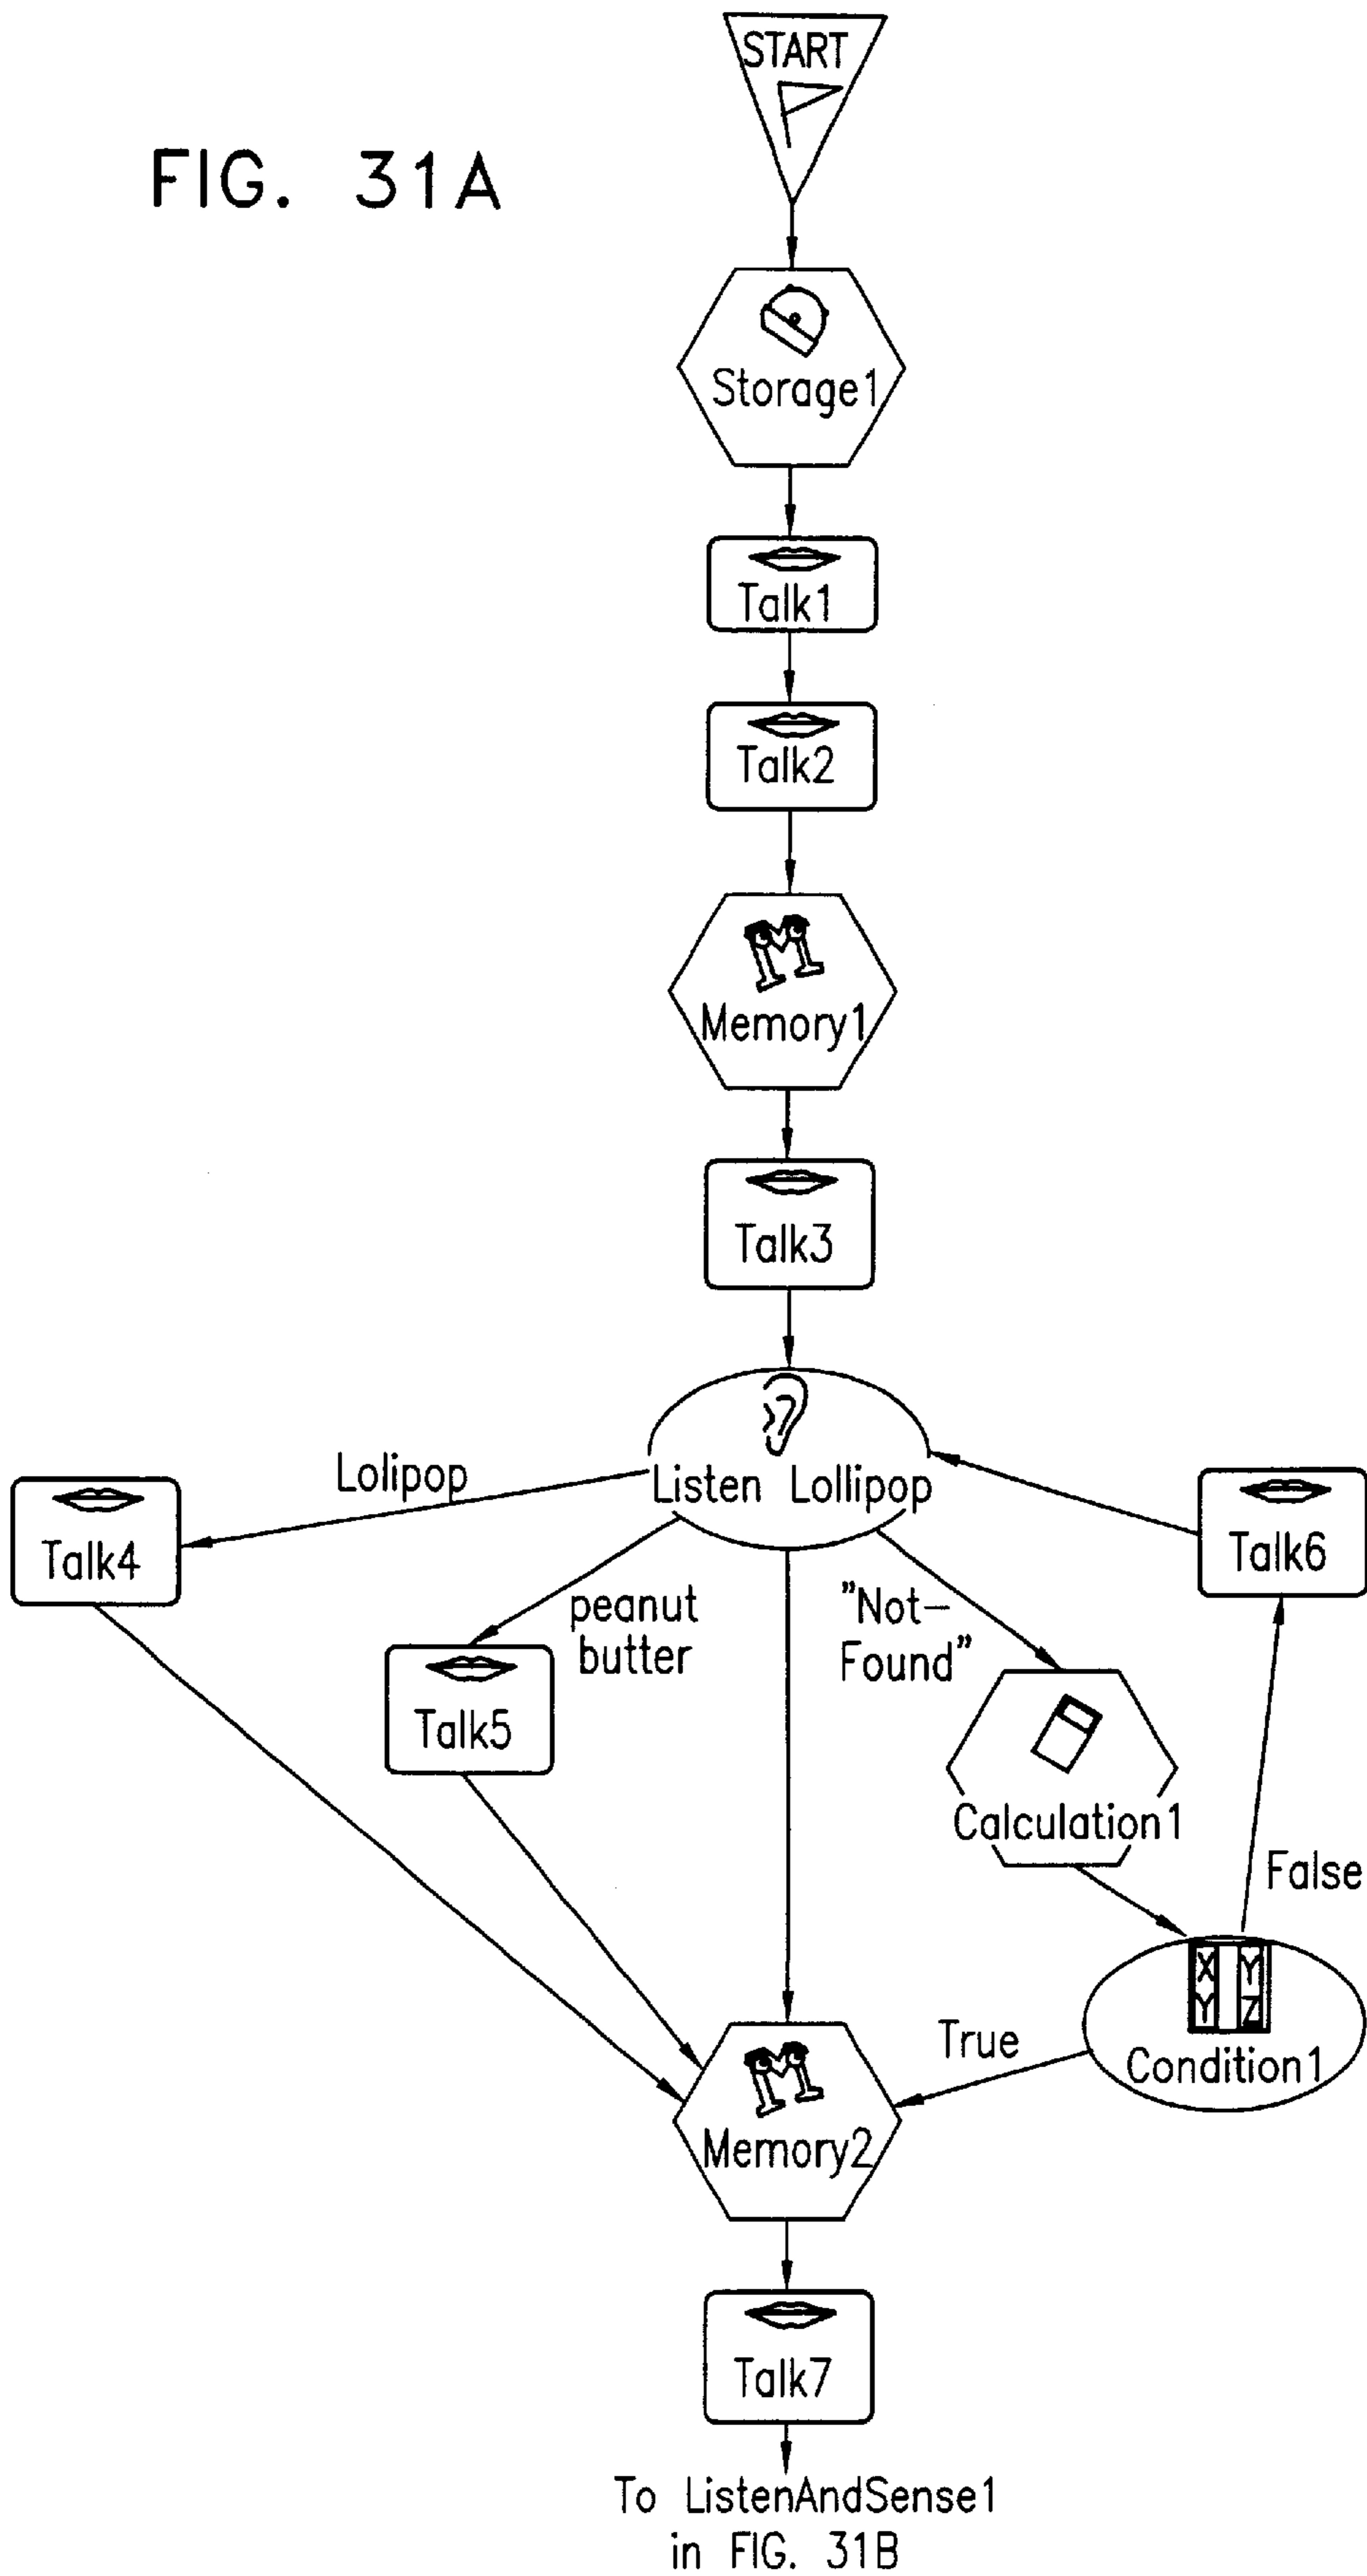 START
FIG. 31A
Storage1
Talk1
Talk2
Memory1
Talk3
Lolipop
Listen Lollipop
Talk4
Talk6
peanut
butter
"Not-
Found"
Talk5
Calculation1
False
X Y
Y Z
True
Condition1
Memory2
Talk7
To ListenAndSense1
in FIG. 31B